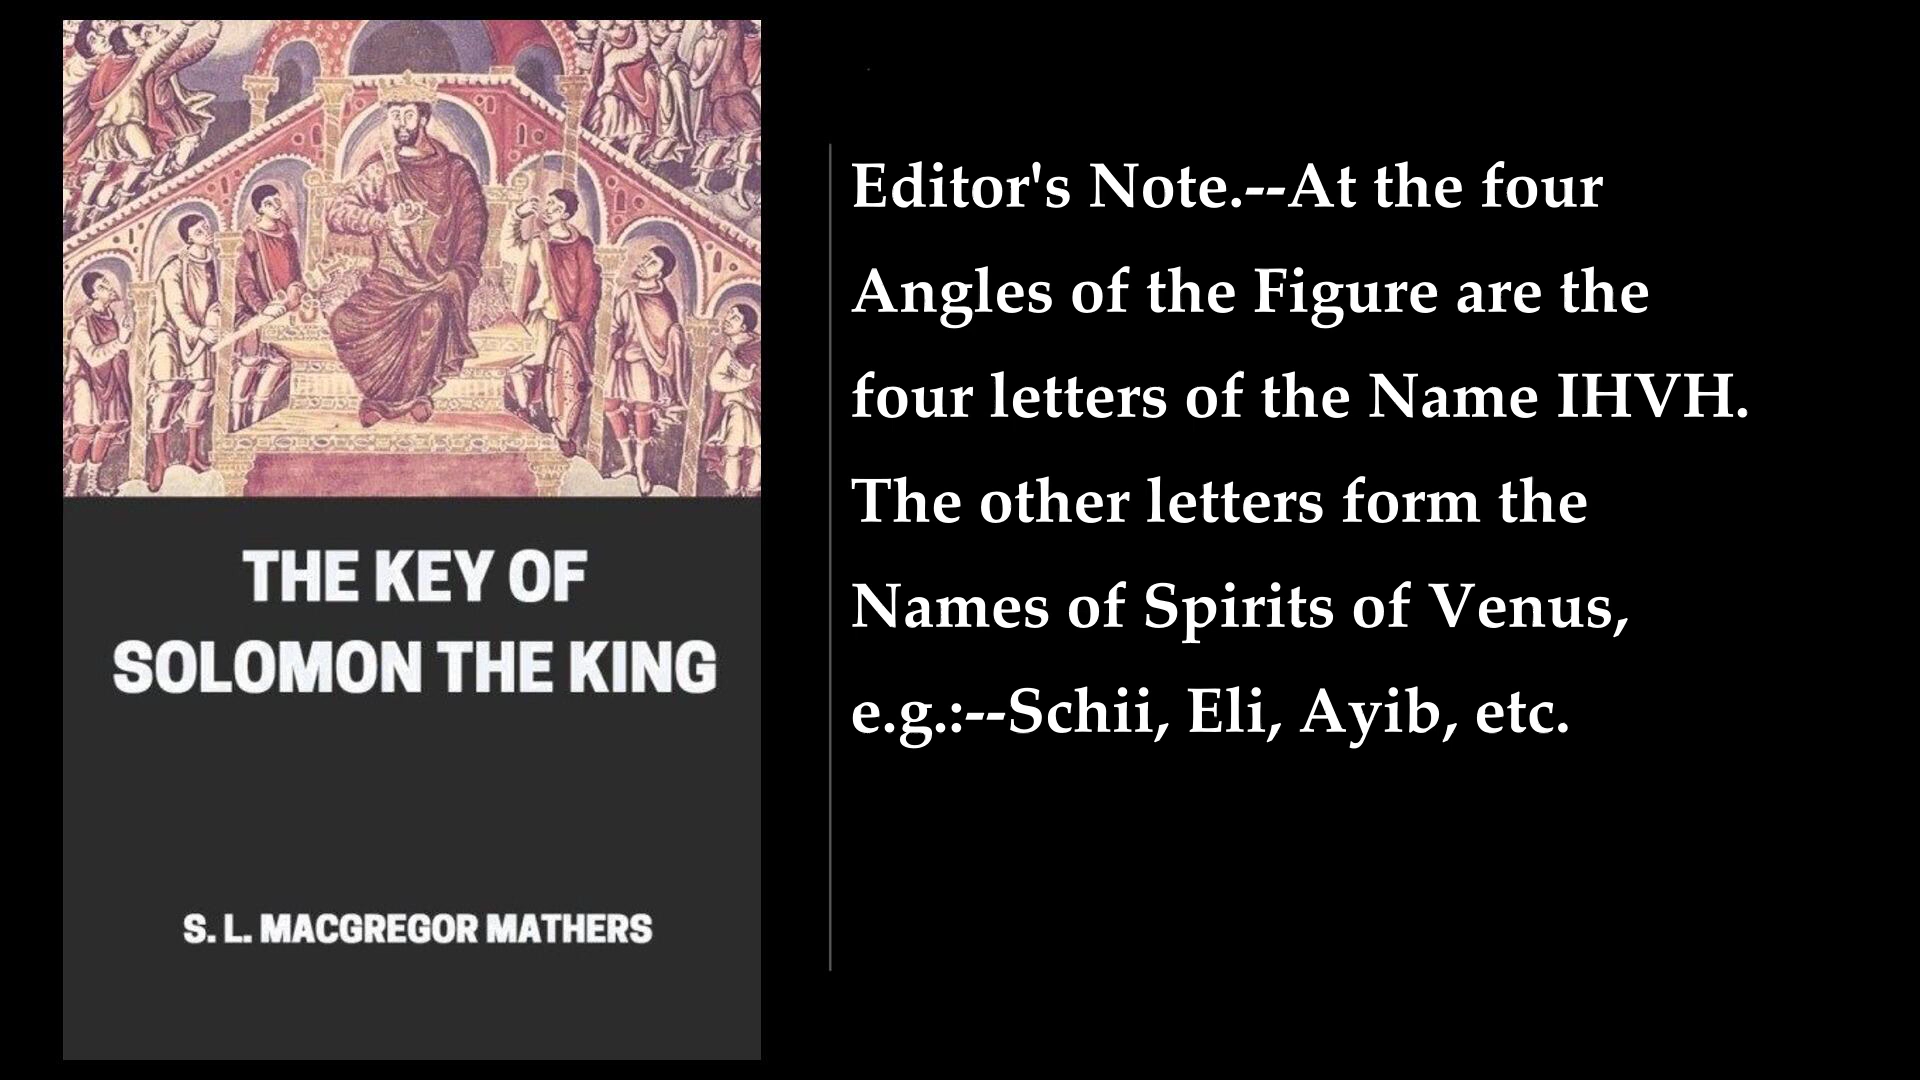 THE KEY OF
SOLOMON THE KING
S. L. MACGREGOR MATHERS
Editor's Note.--At the four
Angles of the Figure are the
four letters of the Name IHVH.
The other letters form the
Names of Spirits of Venus,
e.g.:--Schii, Eli, Ayib, etc.